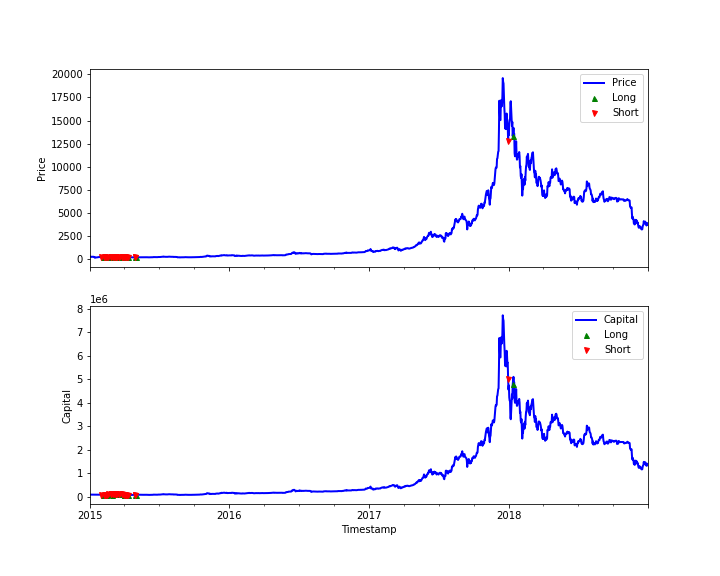 20000
17500
15000
12500
10000
7500
5000
2500
0
Price
Price
Long
Short
1e6
8
7
6
5
4
3
2
1
0
Capital
Capital
Long
Short
2015 2016 2017 2018
Timestamp